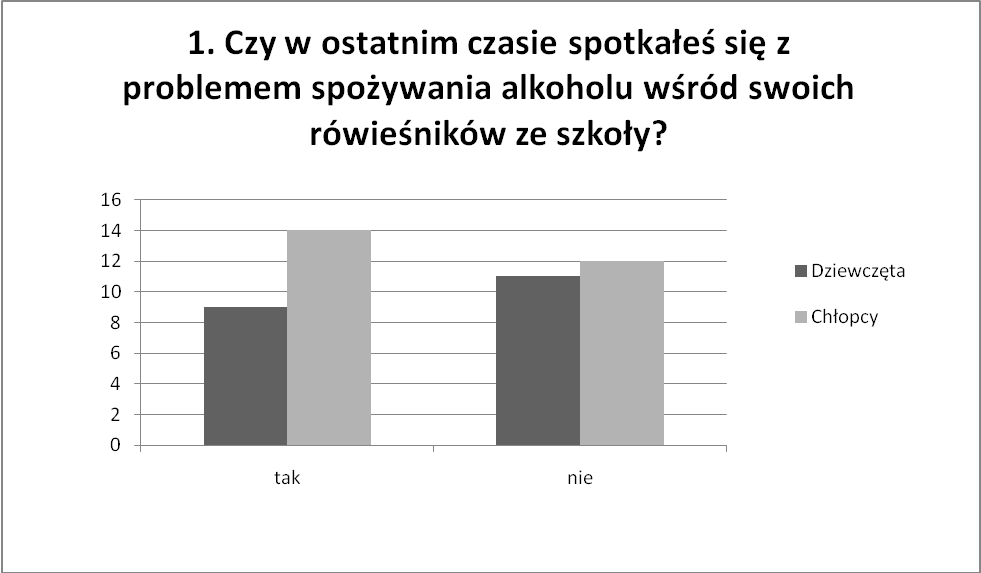 1. Czy w ostatnim czasie spotkałeś się z
problemem spożywania alkoholu wśród swoich
rówieśników ze szkoły?
16
14
12
10
8
6
4
2
0
tak
nie
Dziewczęta
Chłopcy